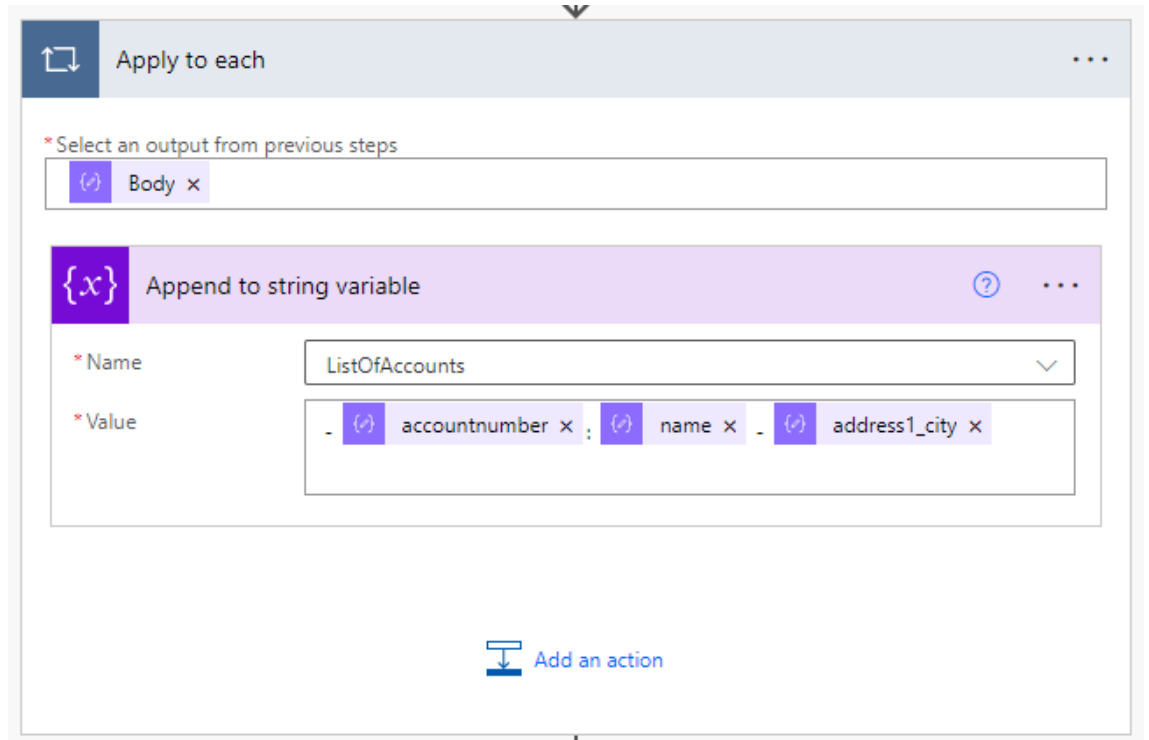 Apply to each
...
* Select an output from previous steps
Body ×
{x} Append to string variable ? ...
* Name ListOfAccounts
* Value - accountnumber × : name × - address1_city ×
Add an action